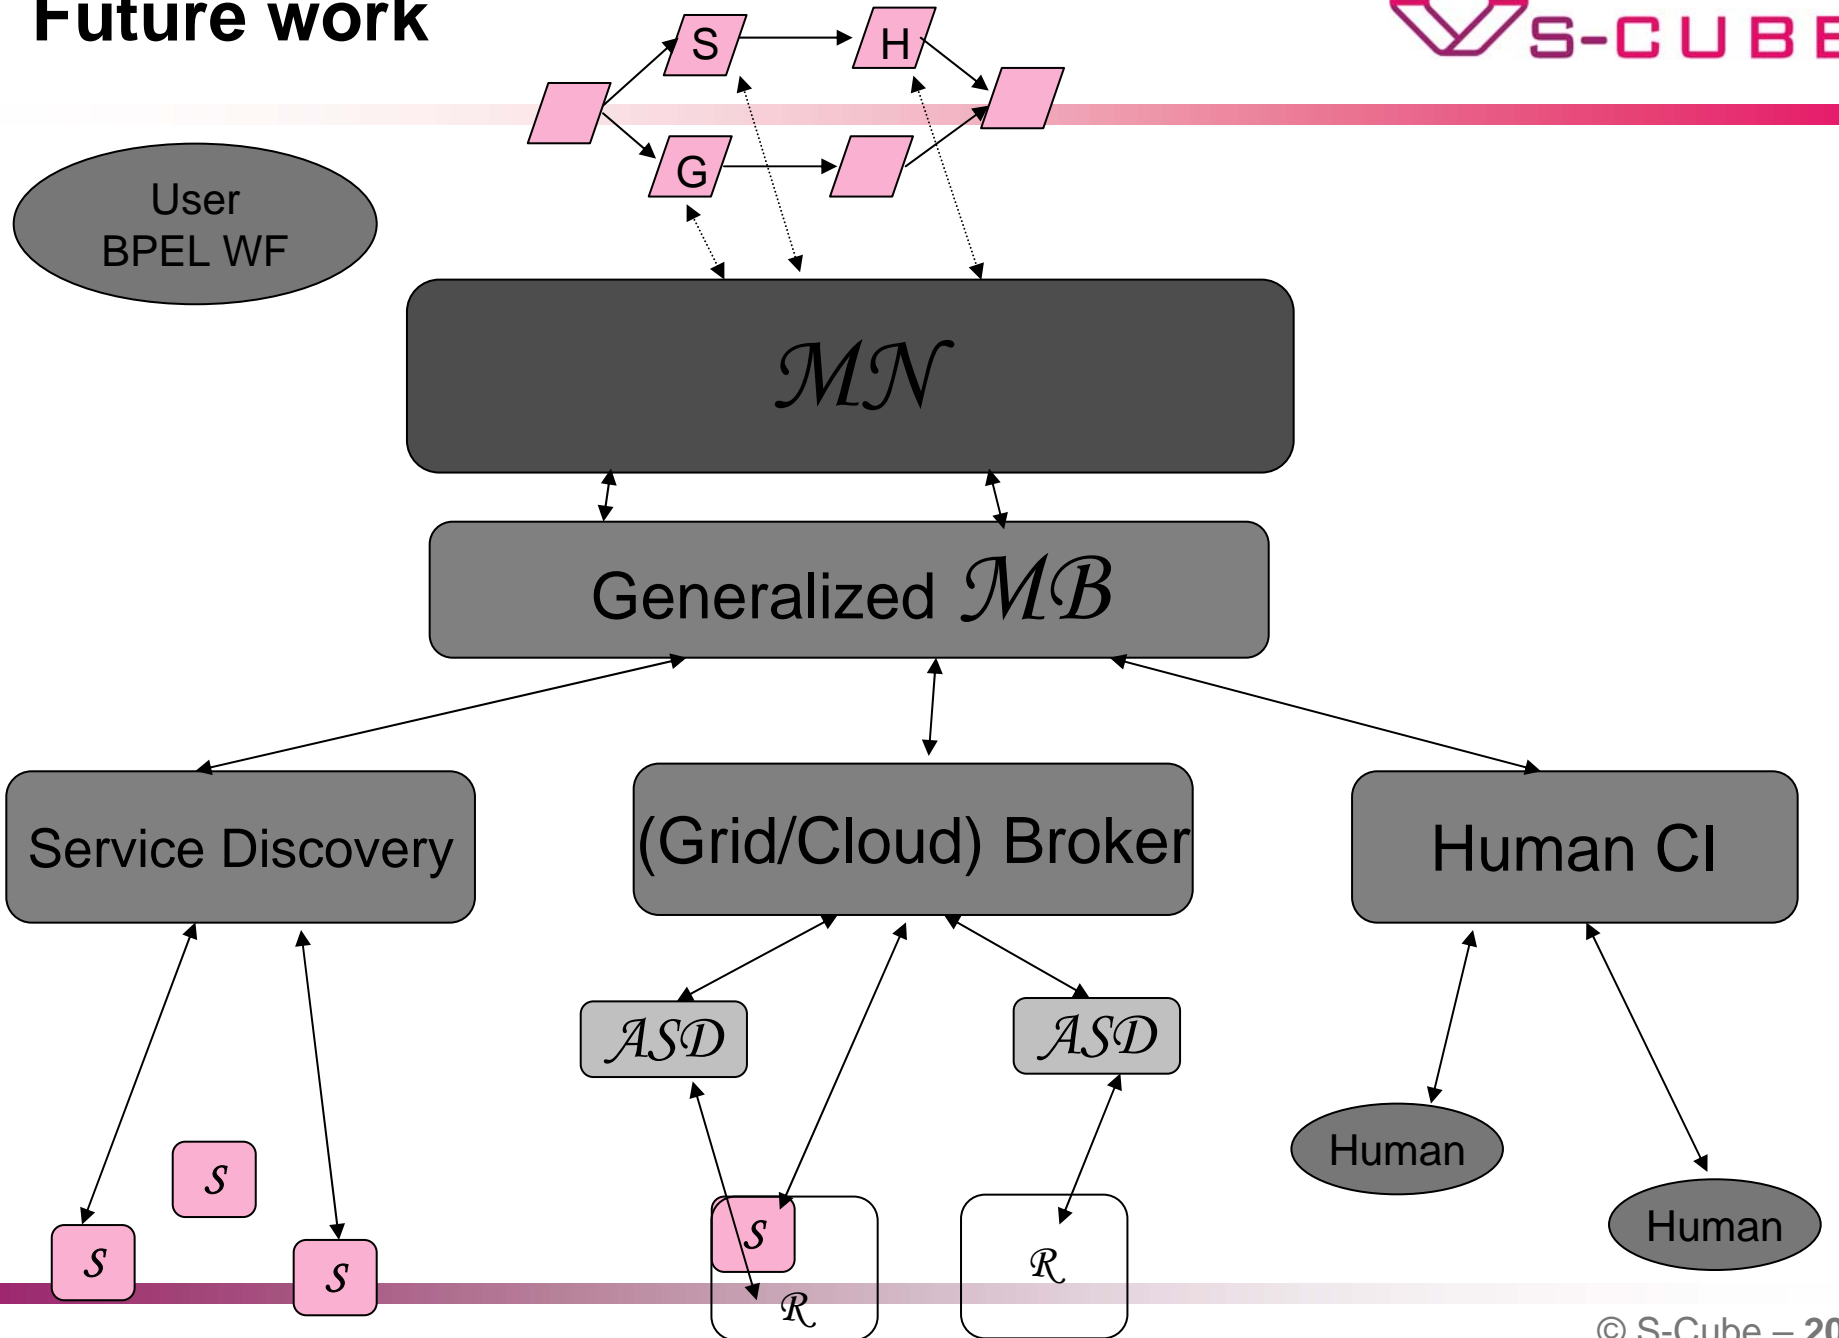 Future work
S-CUBE
S
H
G
User
BPEL WF
MN
Generalized MB
Service Discovery
(Grid/Cloud) Broker
Human CI
ASD
ASD
Human
Human
S
S
S
S
R
R
© S-Cube – 20